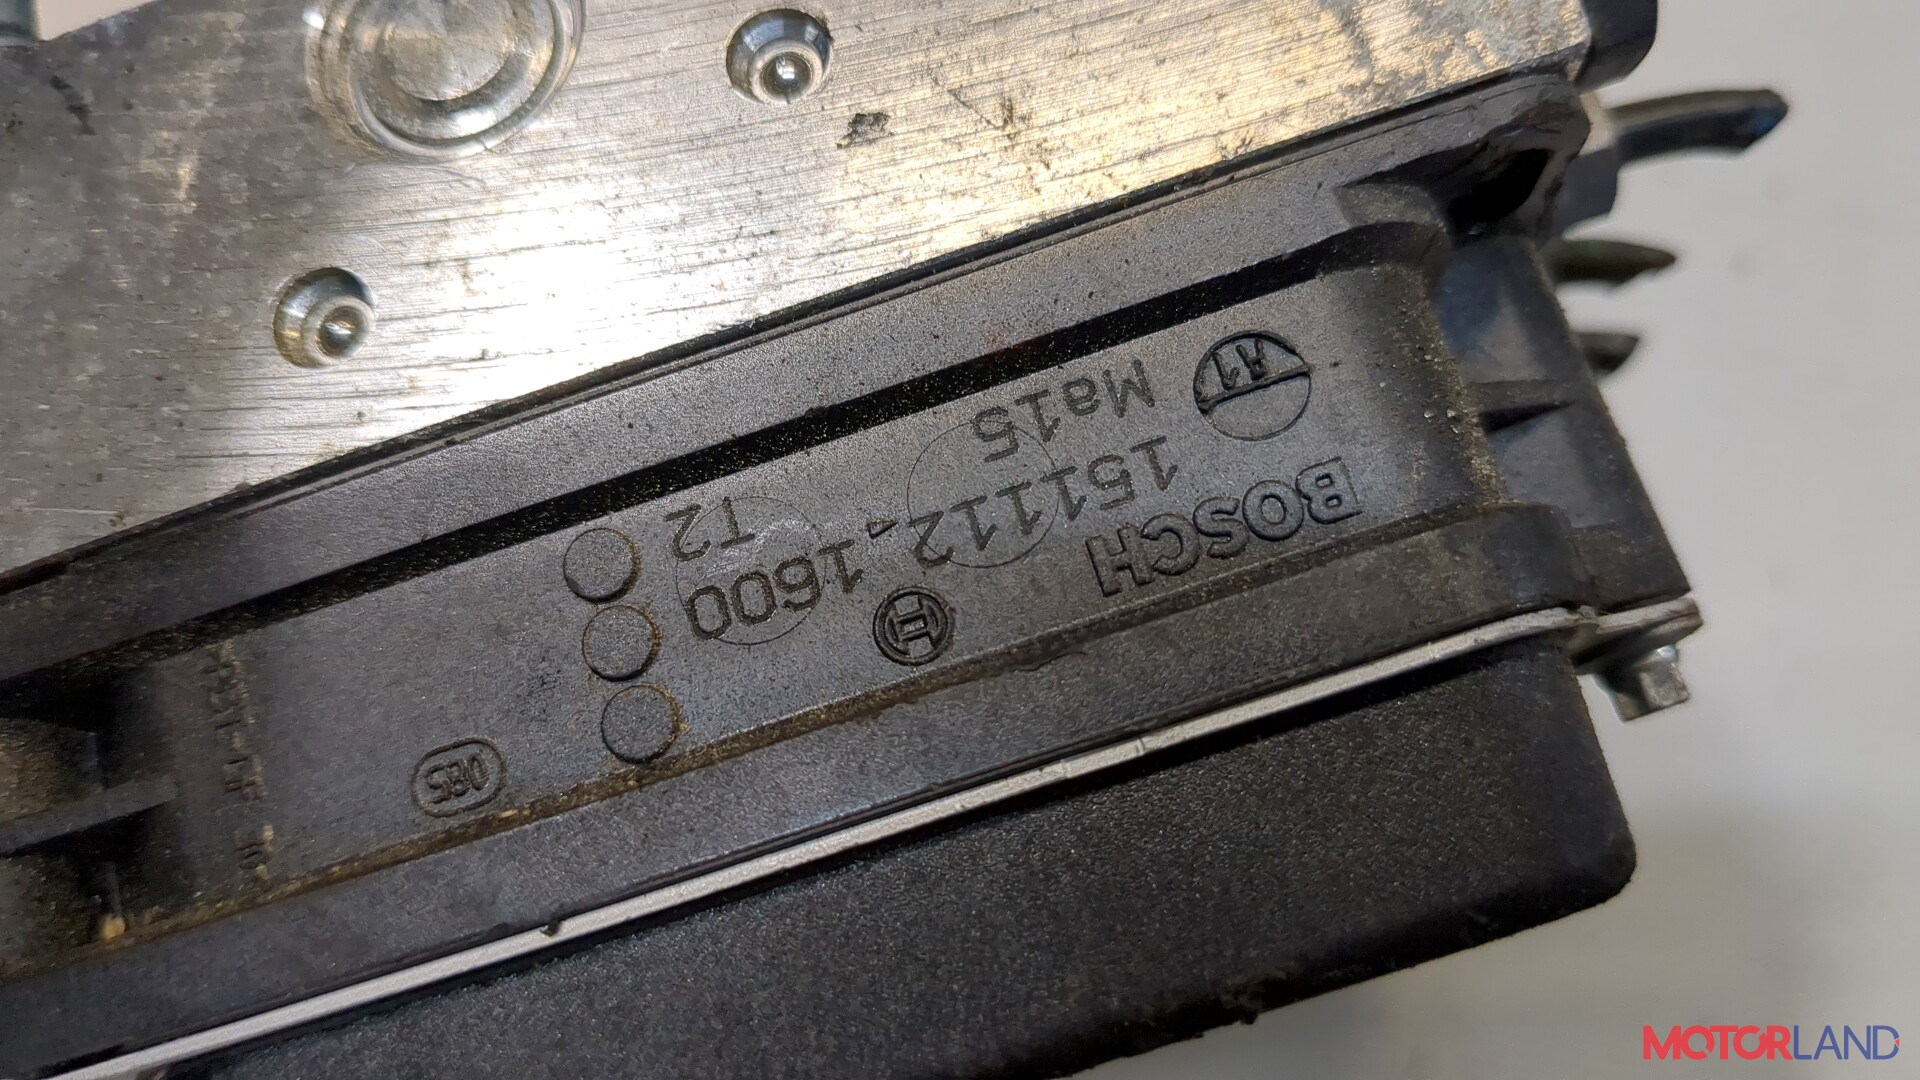 BOSCH
151112-1600
Ma15
T2
A1
085
MOTORLAND